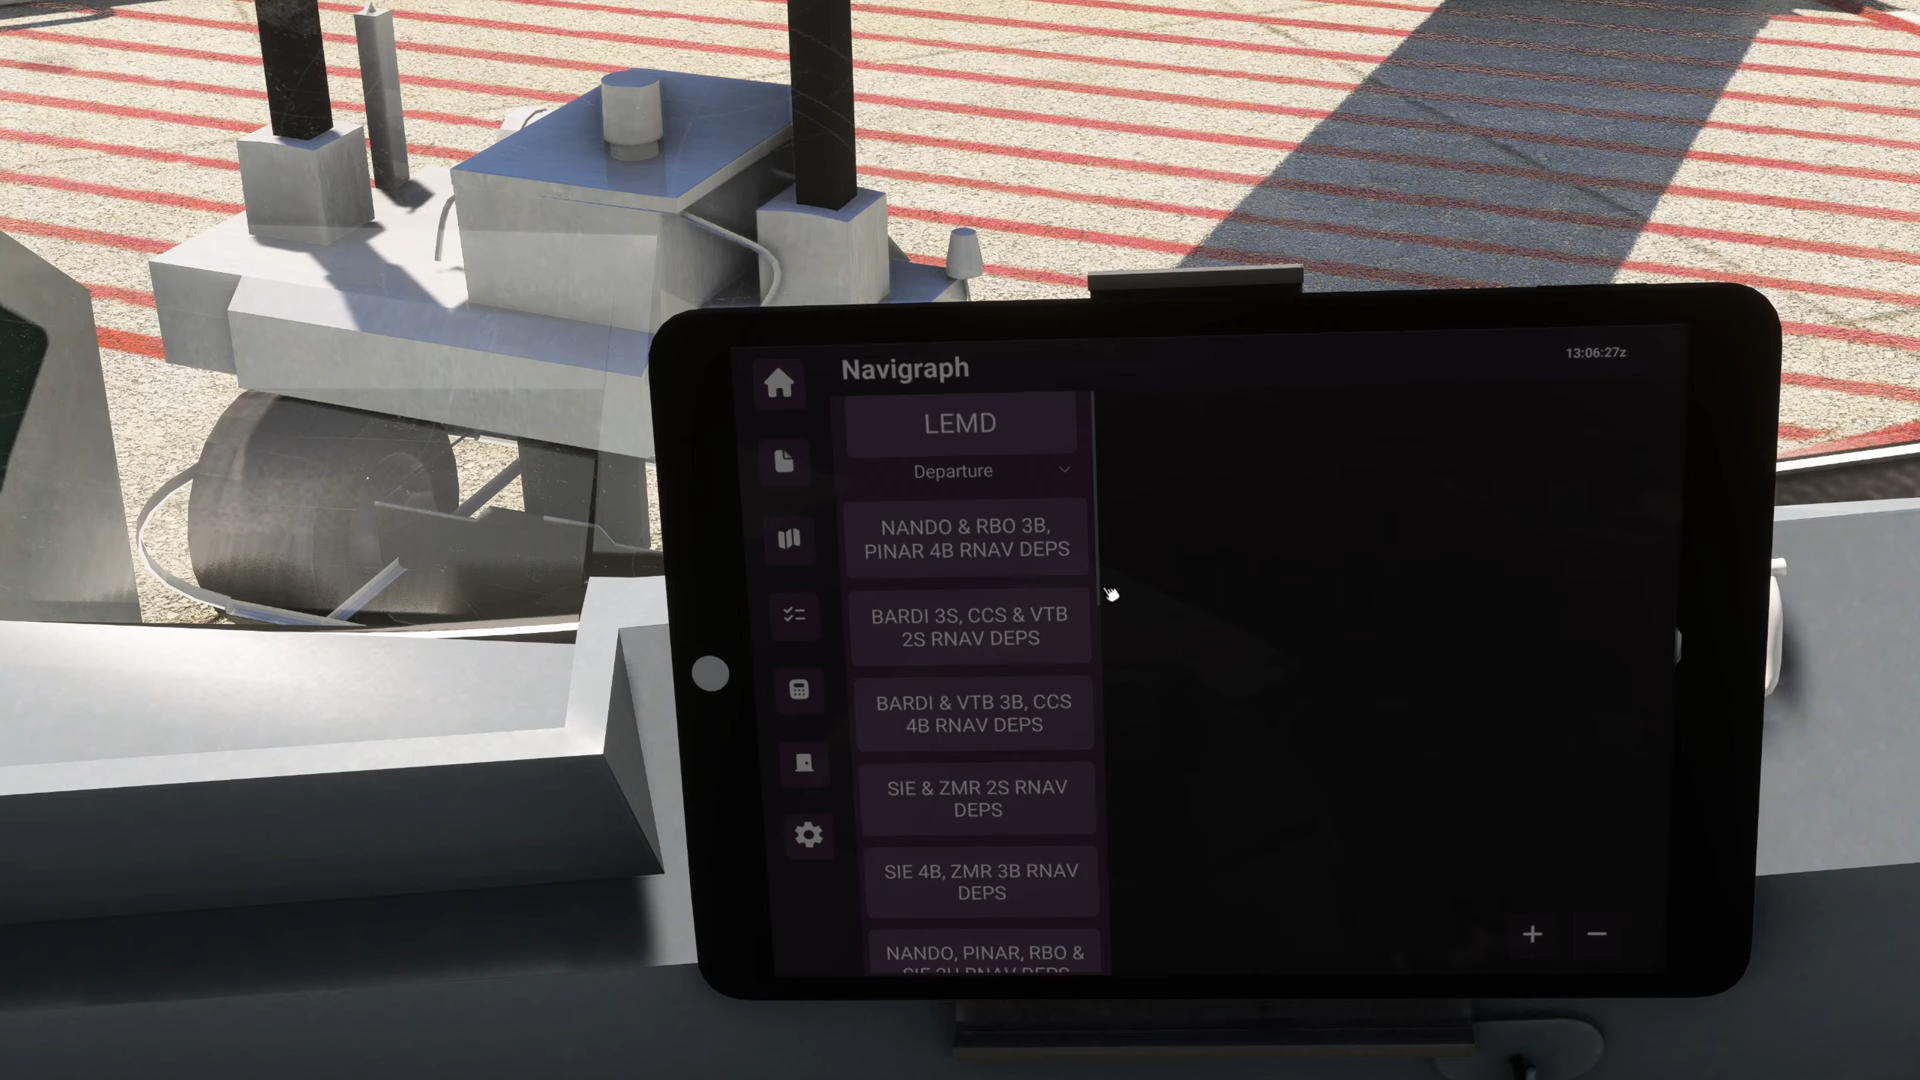 Navigraph
13:06:27z
LEMD
Departure
NANDO & RBO 3B,
PINAR 4B RNAV DEPS
BARDI 3S, CCS & VTB
2S RNAV DEPS
BARDI & VTB 3B, CCS
4B RNAV DEPS
SIE & ZMR 2S RNAV
DEPS
SIE 4B, ZMR 3B RNAV
DEPS
NANDO, PINAR, RBO &